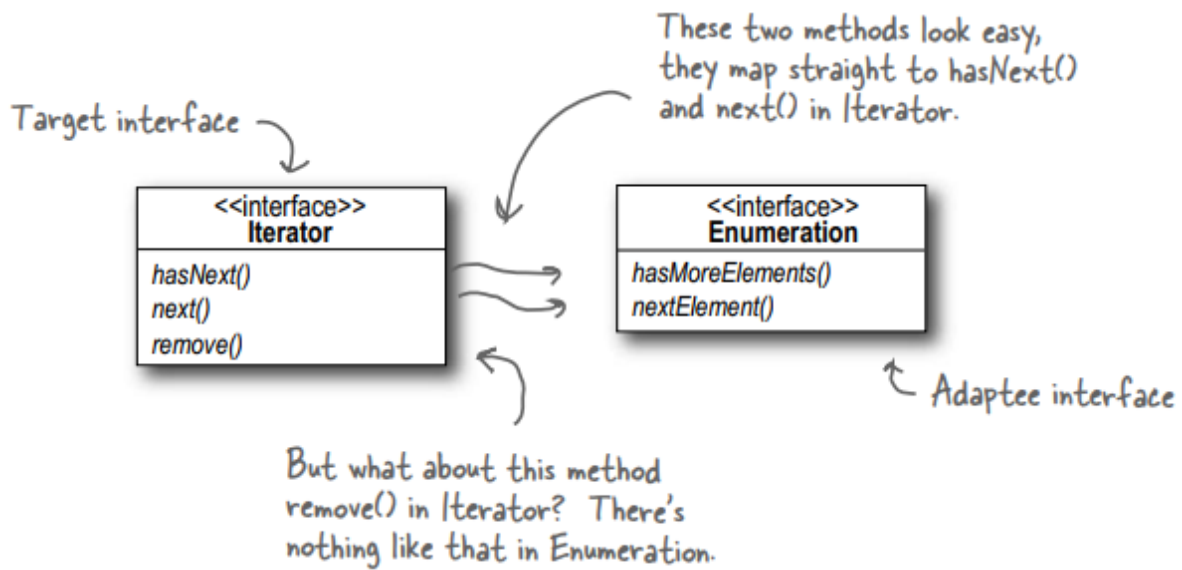 These two methods look easy,
they map straight to hasNext()
and next() in Iterator.
Target interface
<<interface>>
Iterator
hasNext()
next()
remove()
<<interface>>
Enumeration
hasMoreElements()
nextElement()
Adaptee interface
But what about this method
remove() in Iterator? There's
nothing like that in Enumeration.